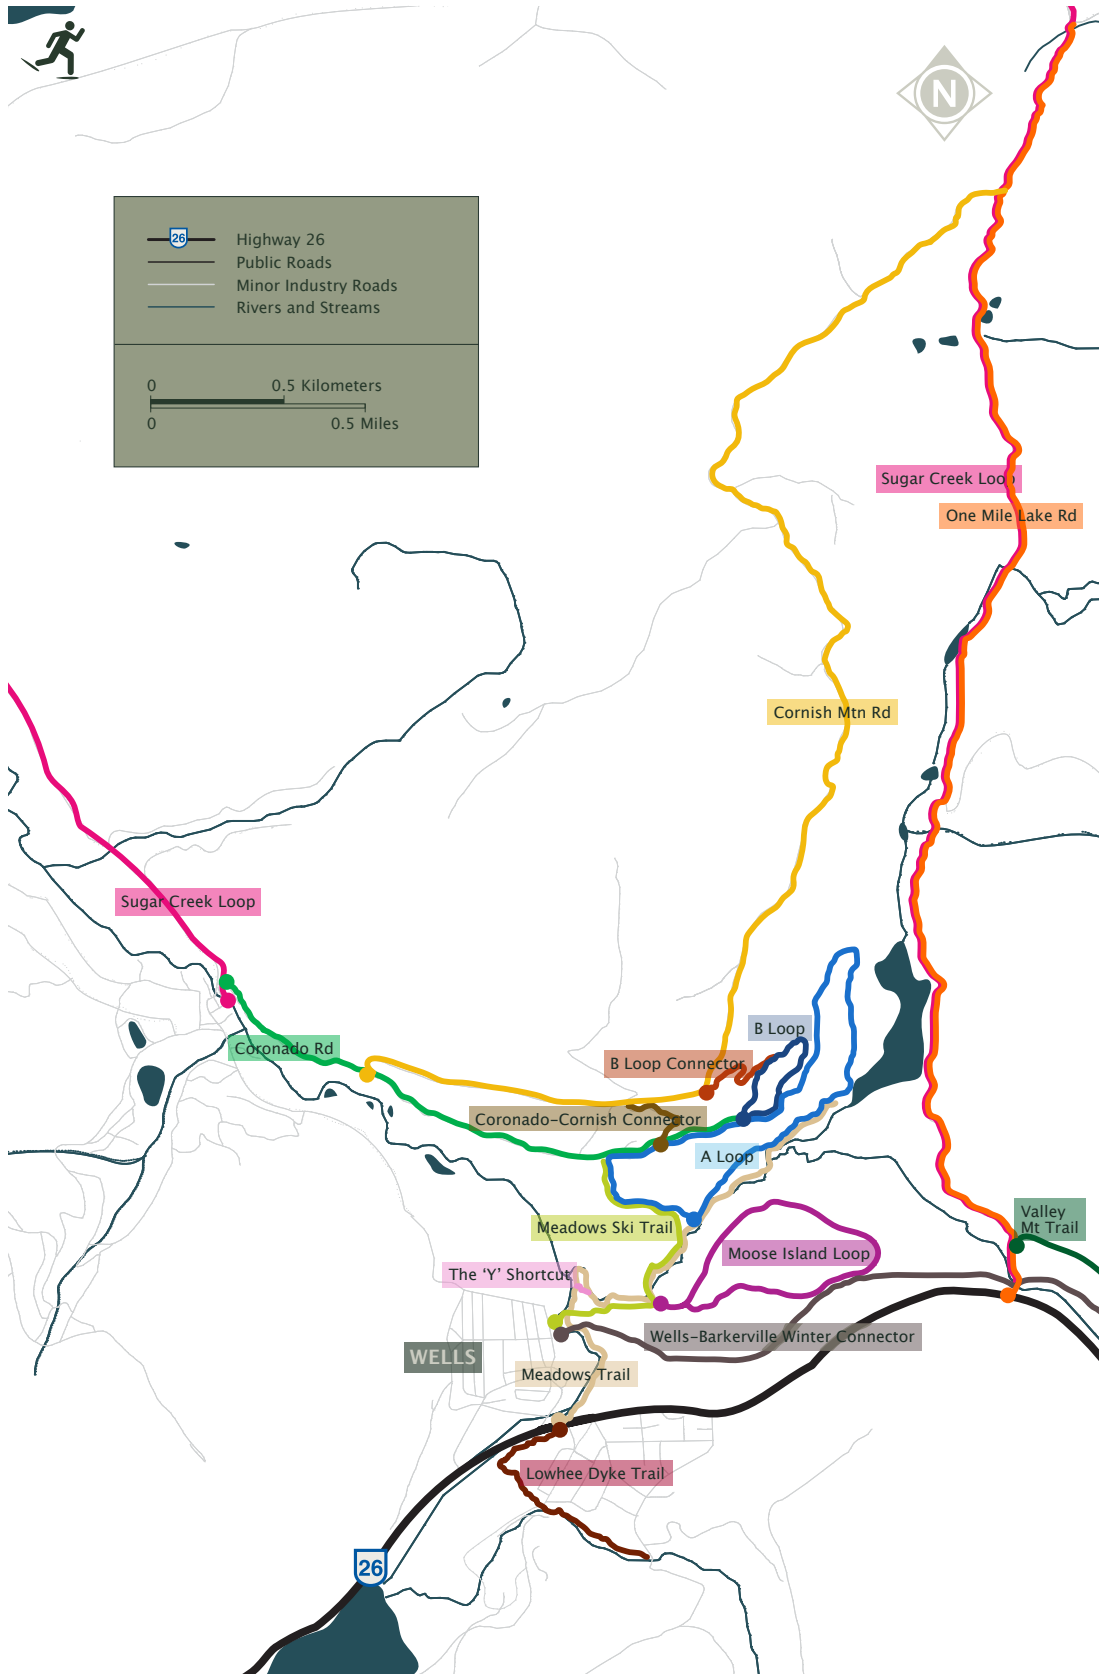 N
26
Highway 26
Public Roads
Minor Industry Roads
Rivers and Streams
0
0.5 Kilometers
0
0.5 Miles
Sugar Creek Loop
One Mile Lake Rd
Cornish Mtn Rd
Sugar Creek Loop
B Loop
Coronado Rd
B Loop Connector
Coronado-Cornish Connector
A Loop
Valley
Mt Trail
Meadows Ski Trail
Moose Island Loop
The ‘Y’ Shortcut
Wells-Barkerville Winter Connector
WELLS
Meadows Trail
Lowhee Dyke Trail
26